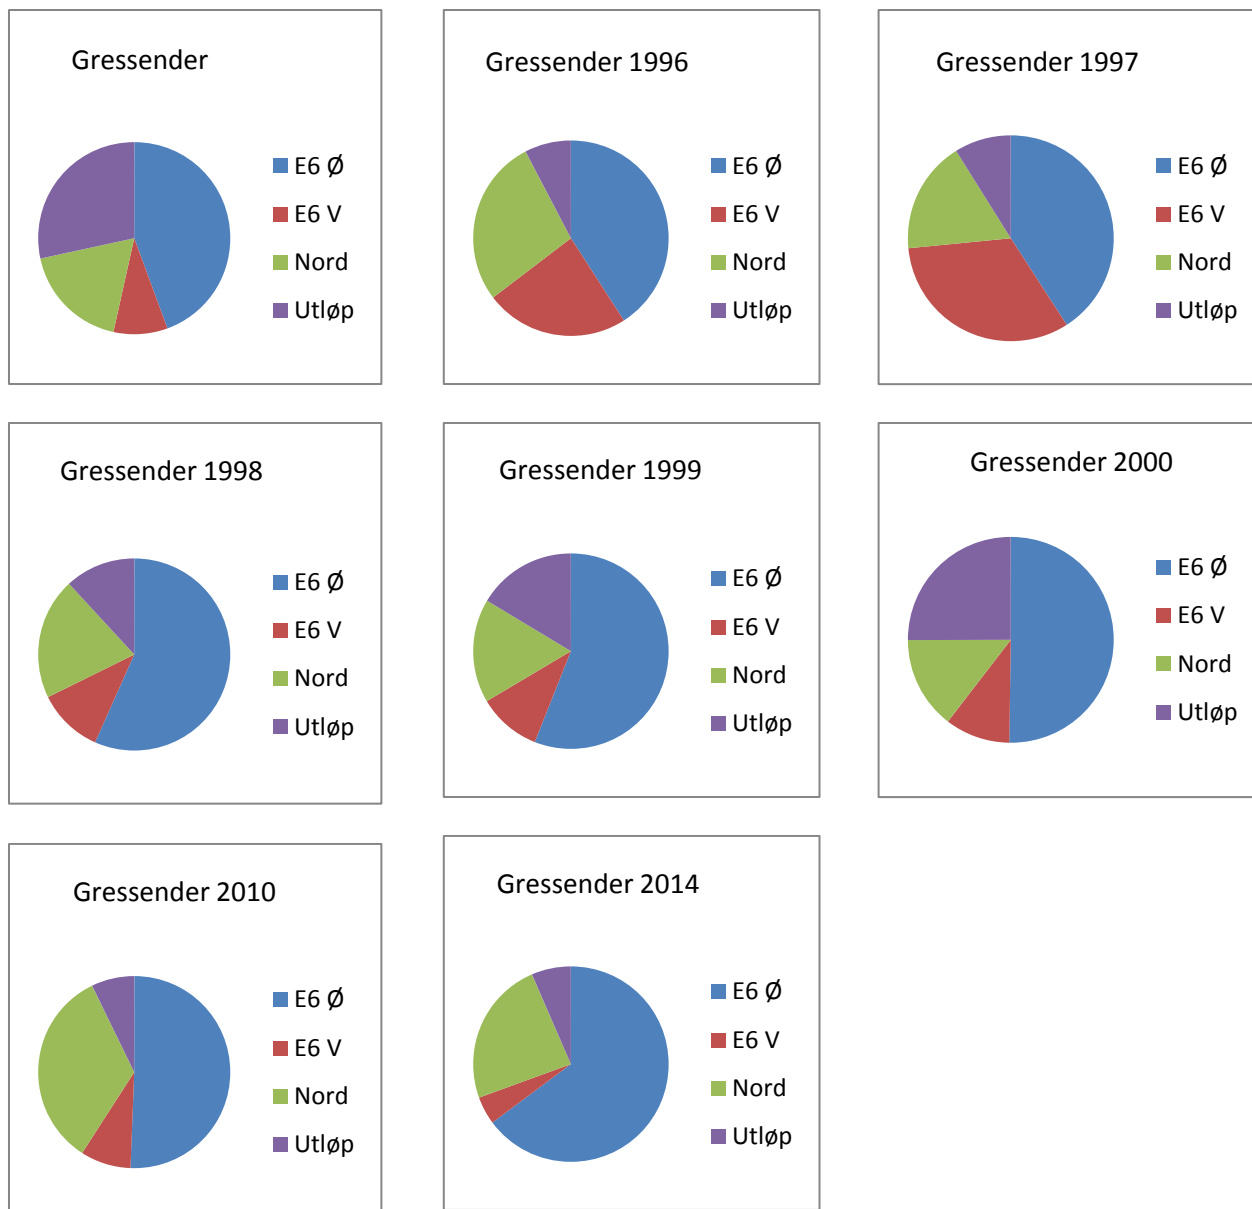 Gressender
E6 Ø
E6 V
Nord
Utløp
Gressender 1996
E6 Ø
E6 V
Nord
Utløp
Gressender 1997
E6 Ø
E6 V
Nord
Utløp
Gressender 1998
E6 Ø
E6 V
Nord
Utløp
Gressender 1999
E6 Ø
E6 V
Nord
Utløp
Gressender 2000
E6 Ø
E6 V
Nord
Utløp
Gressender 2010
E6 Ø
E6 V
Nord
Utløp
Gressender 2014
E6 Ø
E6 V
Nord
Utløp